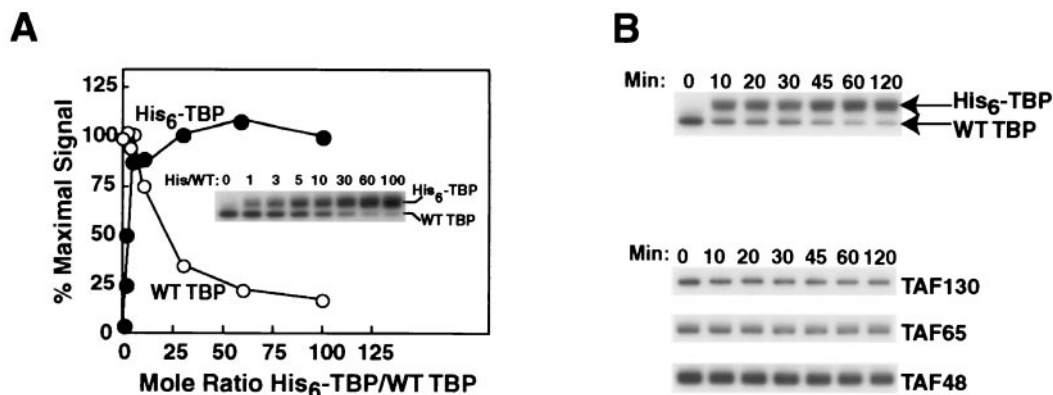 A
% Maximal Signal
125
100
75
50
25
0
His6-TBP
His/WT: 0 1 3 5 10 30 60 100
His6-TBP
WT TBP
WT TBP
0 25 50 75 100 125
Mole Ratio His6-TBP/WT TBP
B
Min: 0 10 20 30 45 60 120
His6-TBP
WT TBP
Min: 0 10 20 30 45 60 120
TAF130
TAF65
TAF48